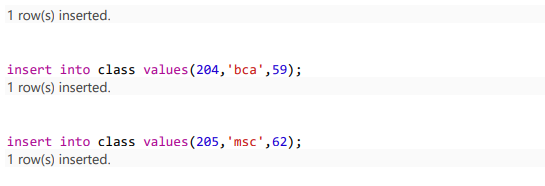 1 row(s) inserted.
insert into class values(204,'bca',59);
1 row(s) inserted.
insert into class values(205,'msc',62);
1 row(s) inserted.